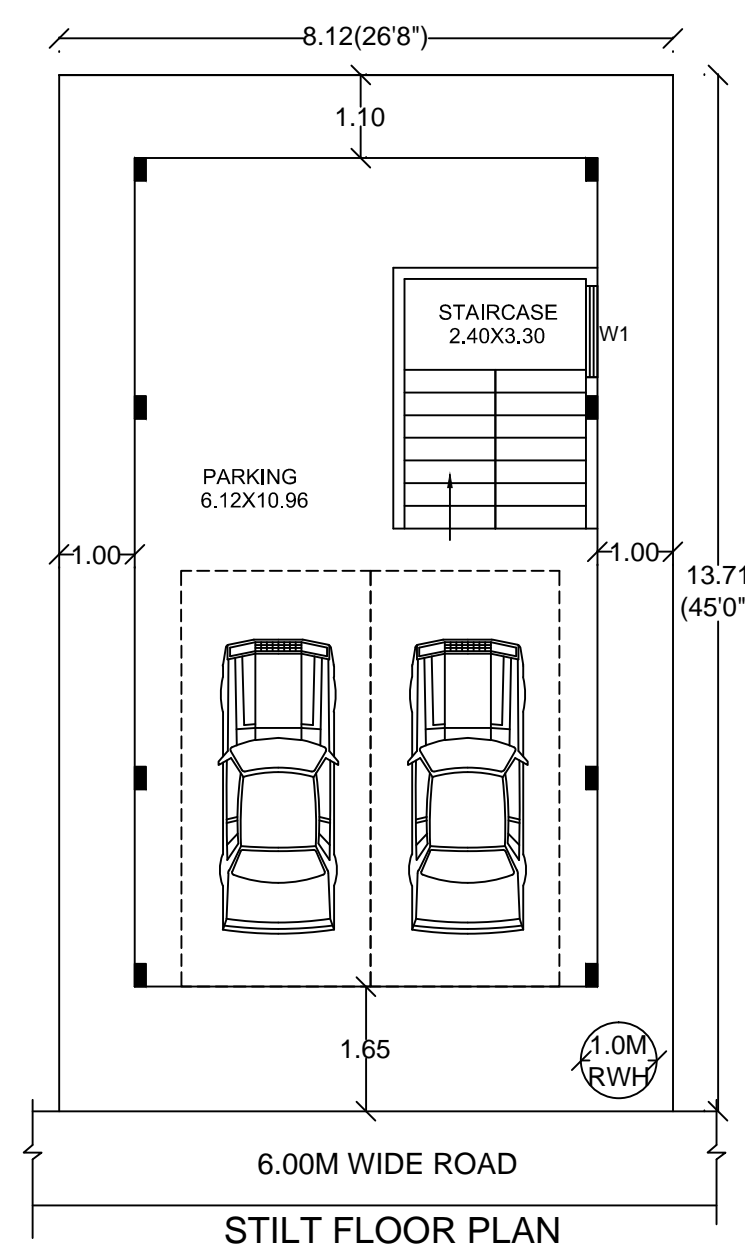 8.12(26'8")
1.10
STAIRCASE
2.40X3.30
W1
PARKING
6.12X10.96
1.00
1.00
13.71
(45'0"
1.65
1.0M
RWH
6.00M WIDE ROAD
STILT FLOOR PLAN